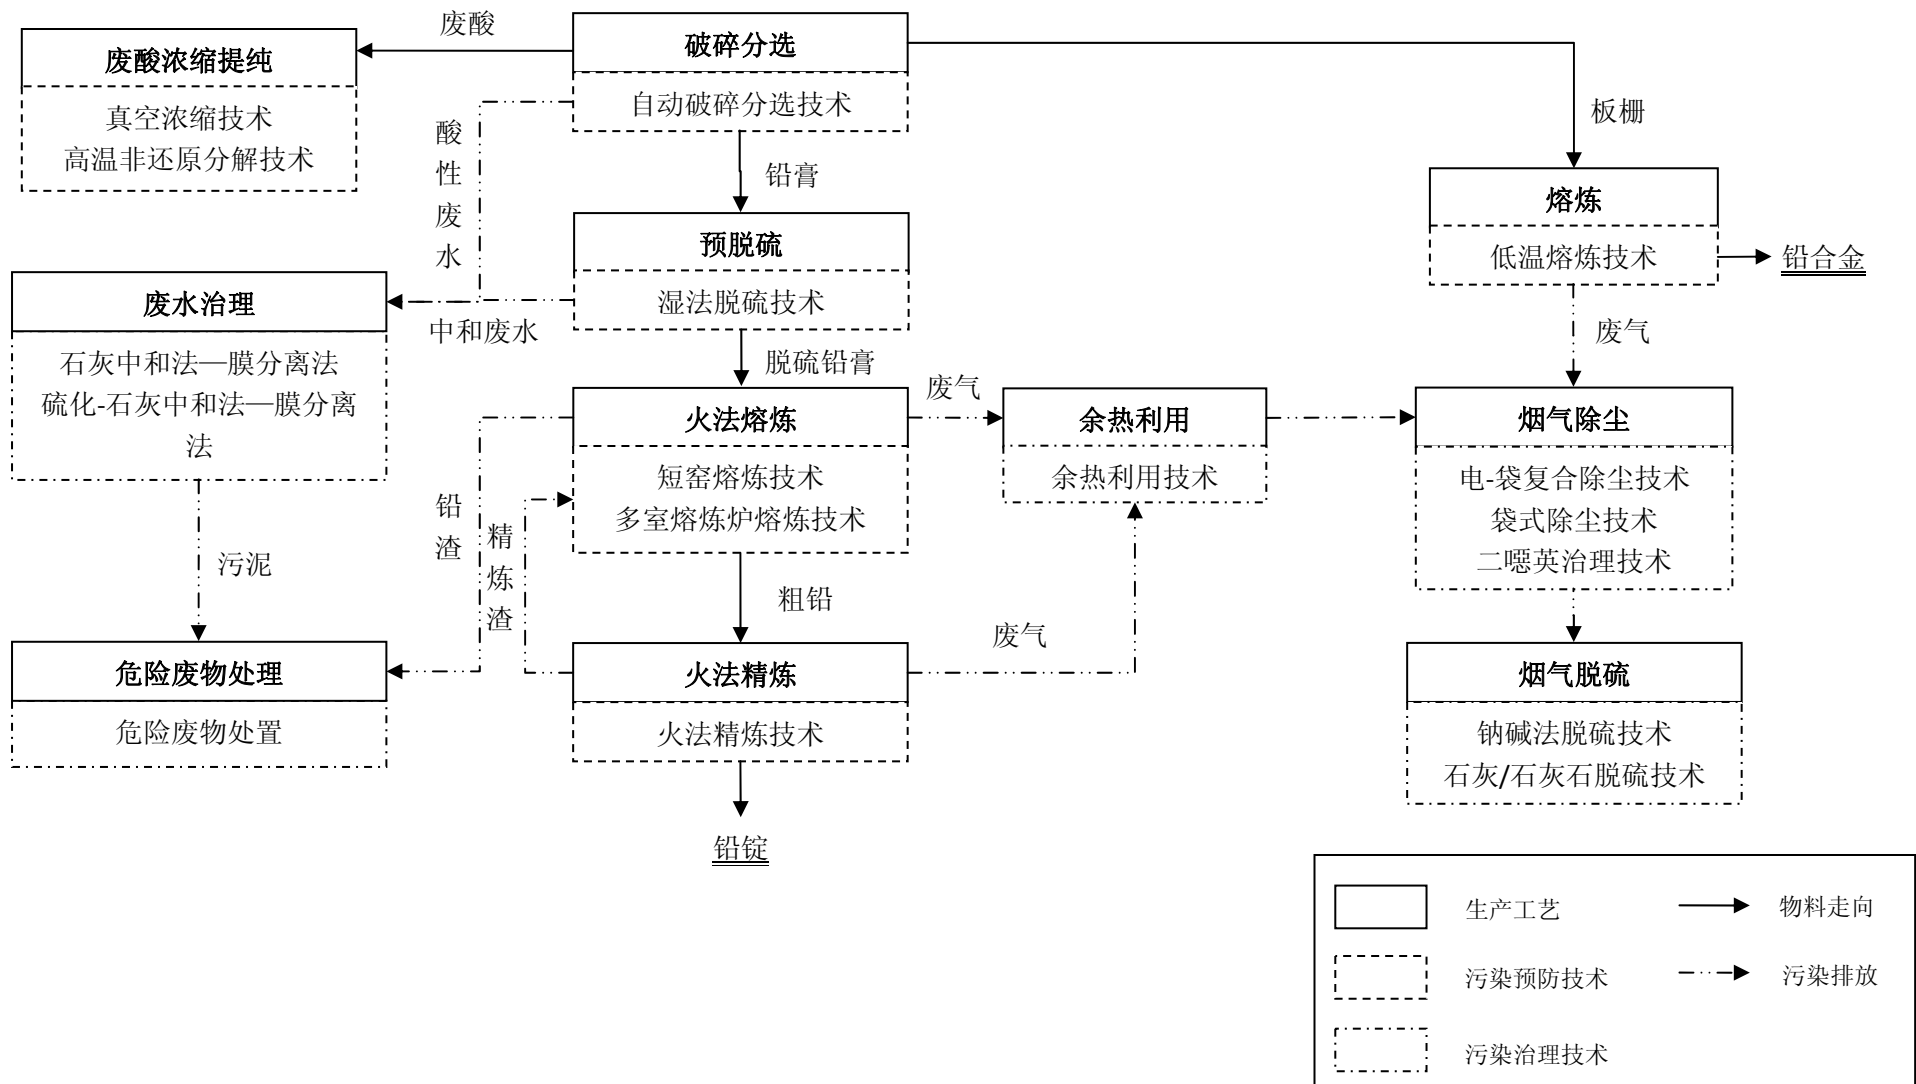 废酸
破碎分选
废酸浓缩提纯
自动破碎分选技术
真空浓缩技术
高温非还原分解技术
酸
性
废
水
板栅
铅膏
熔炼
低温熔炼技术
铅合金
预脱硫
湿法脱硫技术
废水治理
中和废水
石灰中和法—膜分离法
硫化-石灰中和法—膜分离
法
脱硫铅膏
废气
废气
火法熔炼
短窑熔炼技术
多室熔炼炉熔炼技术
余热利用
余热利用技术
烟气除尘
电-袋复合除尘技术
袋式除尘技术
二噁英治理技术
铅
渣
精
炼
渣
污泥
粗铅
废气
危险废物处理
危险废物处置
火法精炼
火法精炼技术
烟气脱硫
钠碱法脱硫技术
石灰/石灰石脱硫技术
铅锭
生产工艺
物料走向
污染预防技术
污染排放
污染治理技术